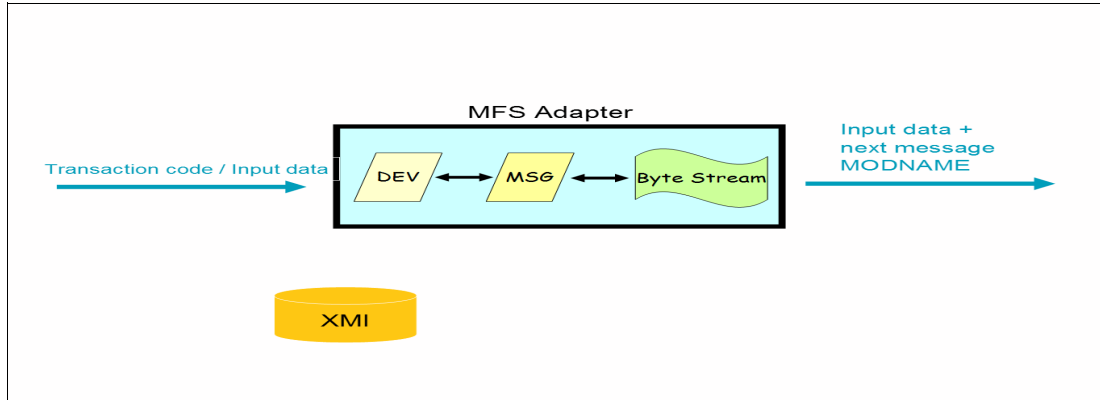 MFS Adapter
Transaction code / Input data
DEV
MSG
Byte Stream
Input data +
next message
MODNAME
XMI